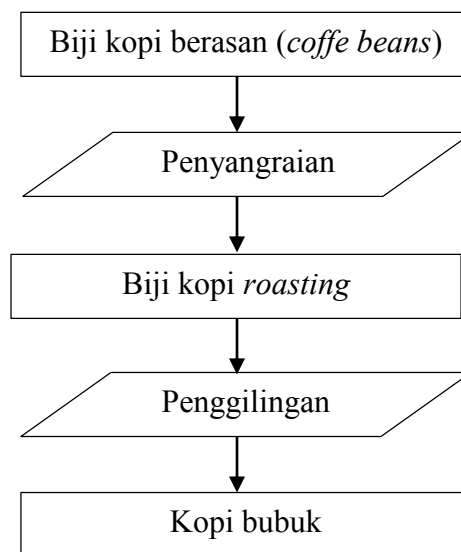 Biji kopi berasan (coffe beans)
Penyangraian
Biji kopi roasting
Penggilingan
Kopi bubuk